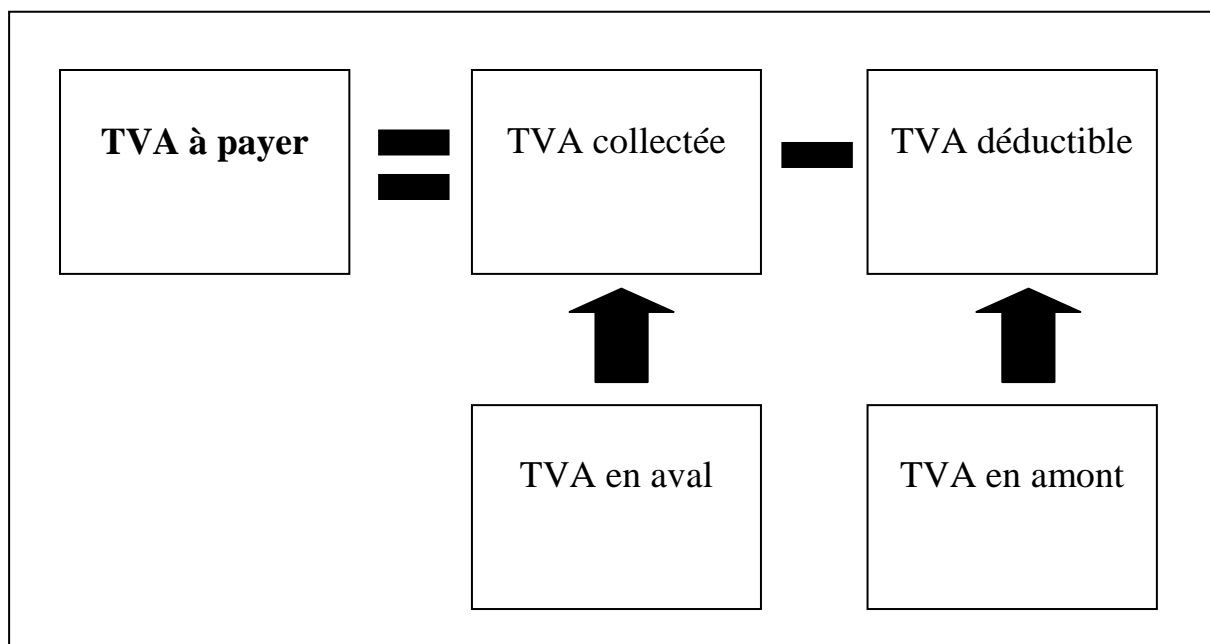 TVA à payer
TVA collectée
TVA déductible
TVA en aval
TVA en amont